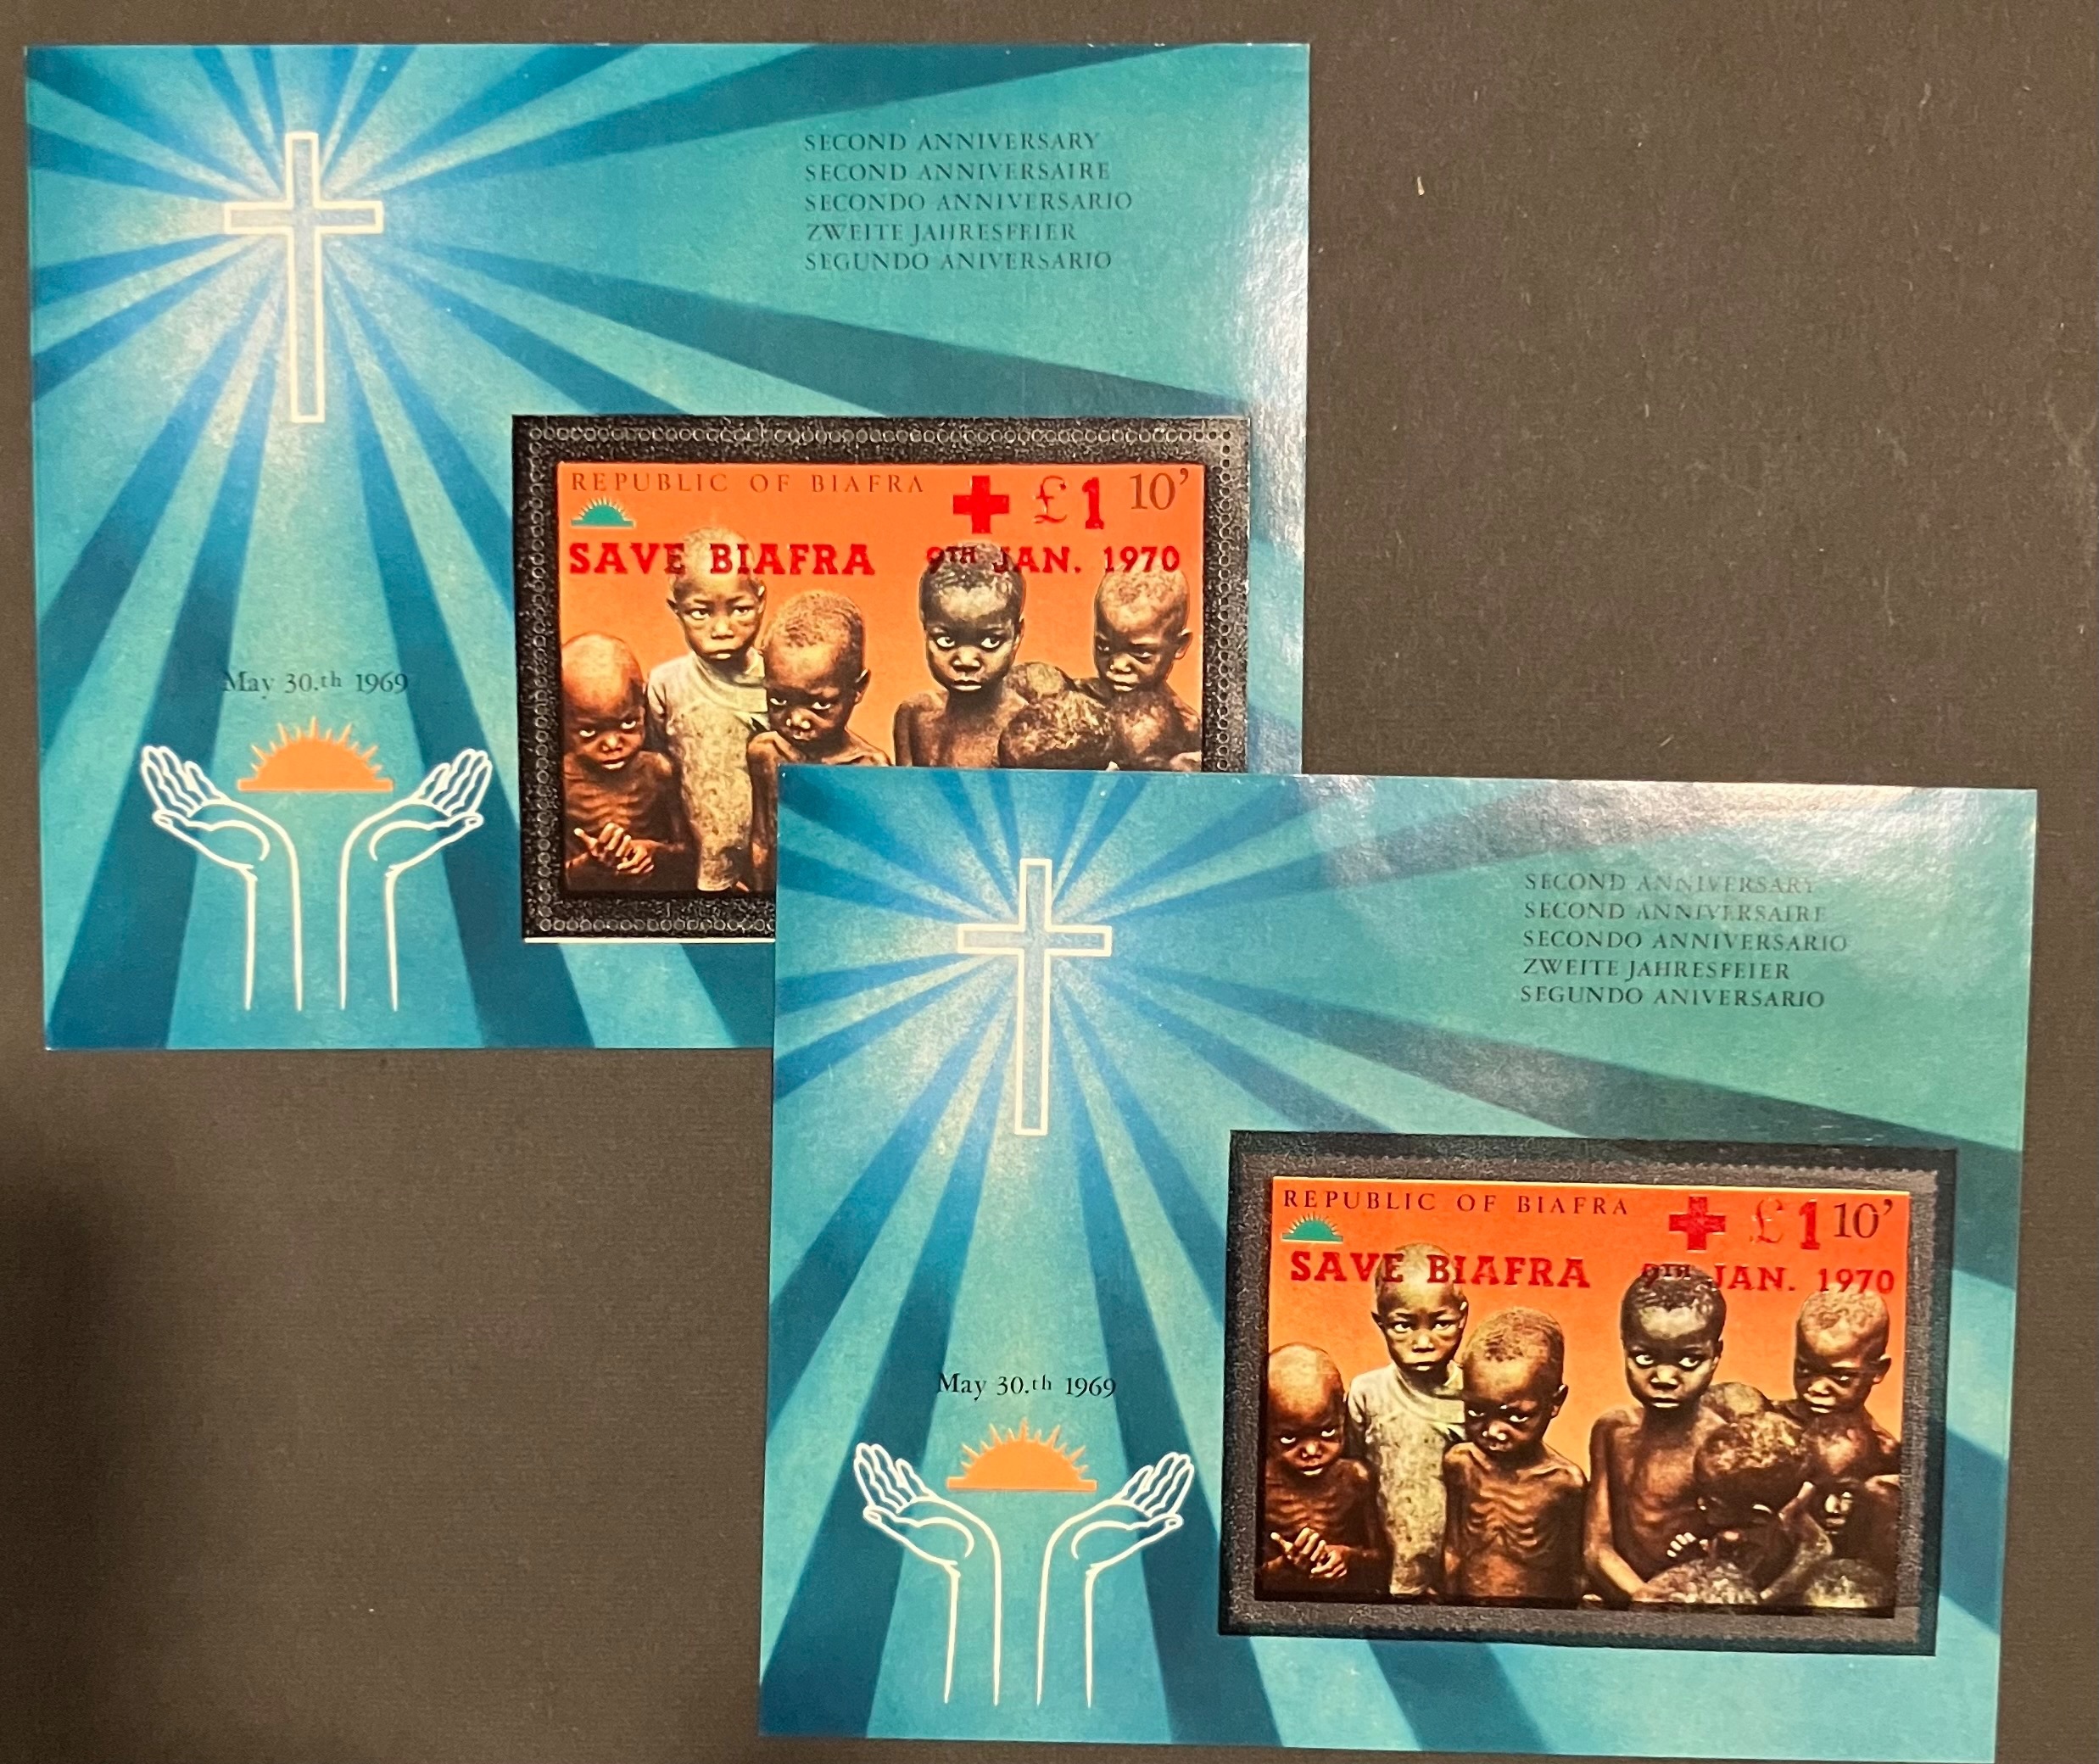 SECOND ANNIVERSARY
SECOND ANNIVERSAIRE
SECONDO ANNIVERSARIO
ZWEITE JAHRESFEIER
SEGUNDO ANIVERSARIO
REPUBLIC OF BIAFRA + £1 10'
SAVE BIAFRA 9TH JAN. 1970
May 30.th 1969
SECOND ANNIVERSARY
SECOND ANNIVERSAIRE
SECONDO ANNIVERSARIO
ZWEITE JAHRESFEIER
SEGUNDO ANIVERSARIO
REPUBLIC OF BIAFRA + £1 10'
SAVE BIAFRA 9TH JAN. 1970
May 30.th 1969